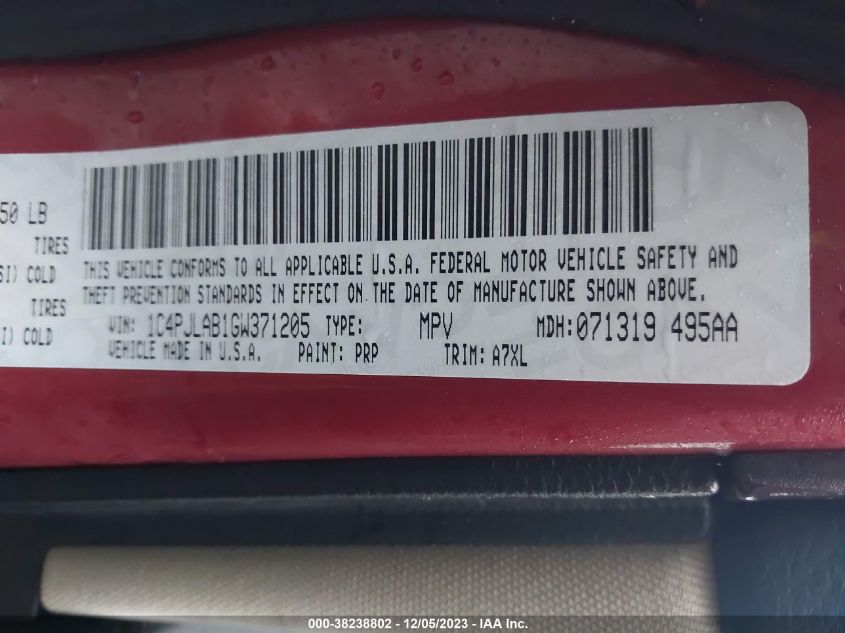 50 LB
TIRES
SI) COLD
TIRES
I) COLD
THIS VEHICLE CONFORMS TO ALL APPLICABLE U.S.A. FEDERAL MOTOR VEHICLE SAFETY AND
THEFT PREVENTION STANDARDS IN EFFECT ON THE DATE OF MANUFACTURE SHOWN ABOVE.
VIN: 1C4PJLAB1GW371205 TYPE: MPV MDH:071319 495AA
VEHICLE MADE IN U.S.A. PAINT: PRP TRIM: A7XL
000-38238802 - 12/05/2023 - IAA Inc.